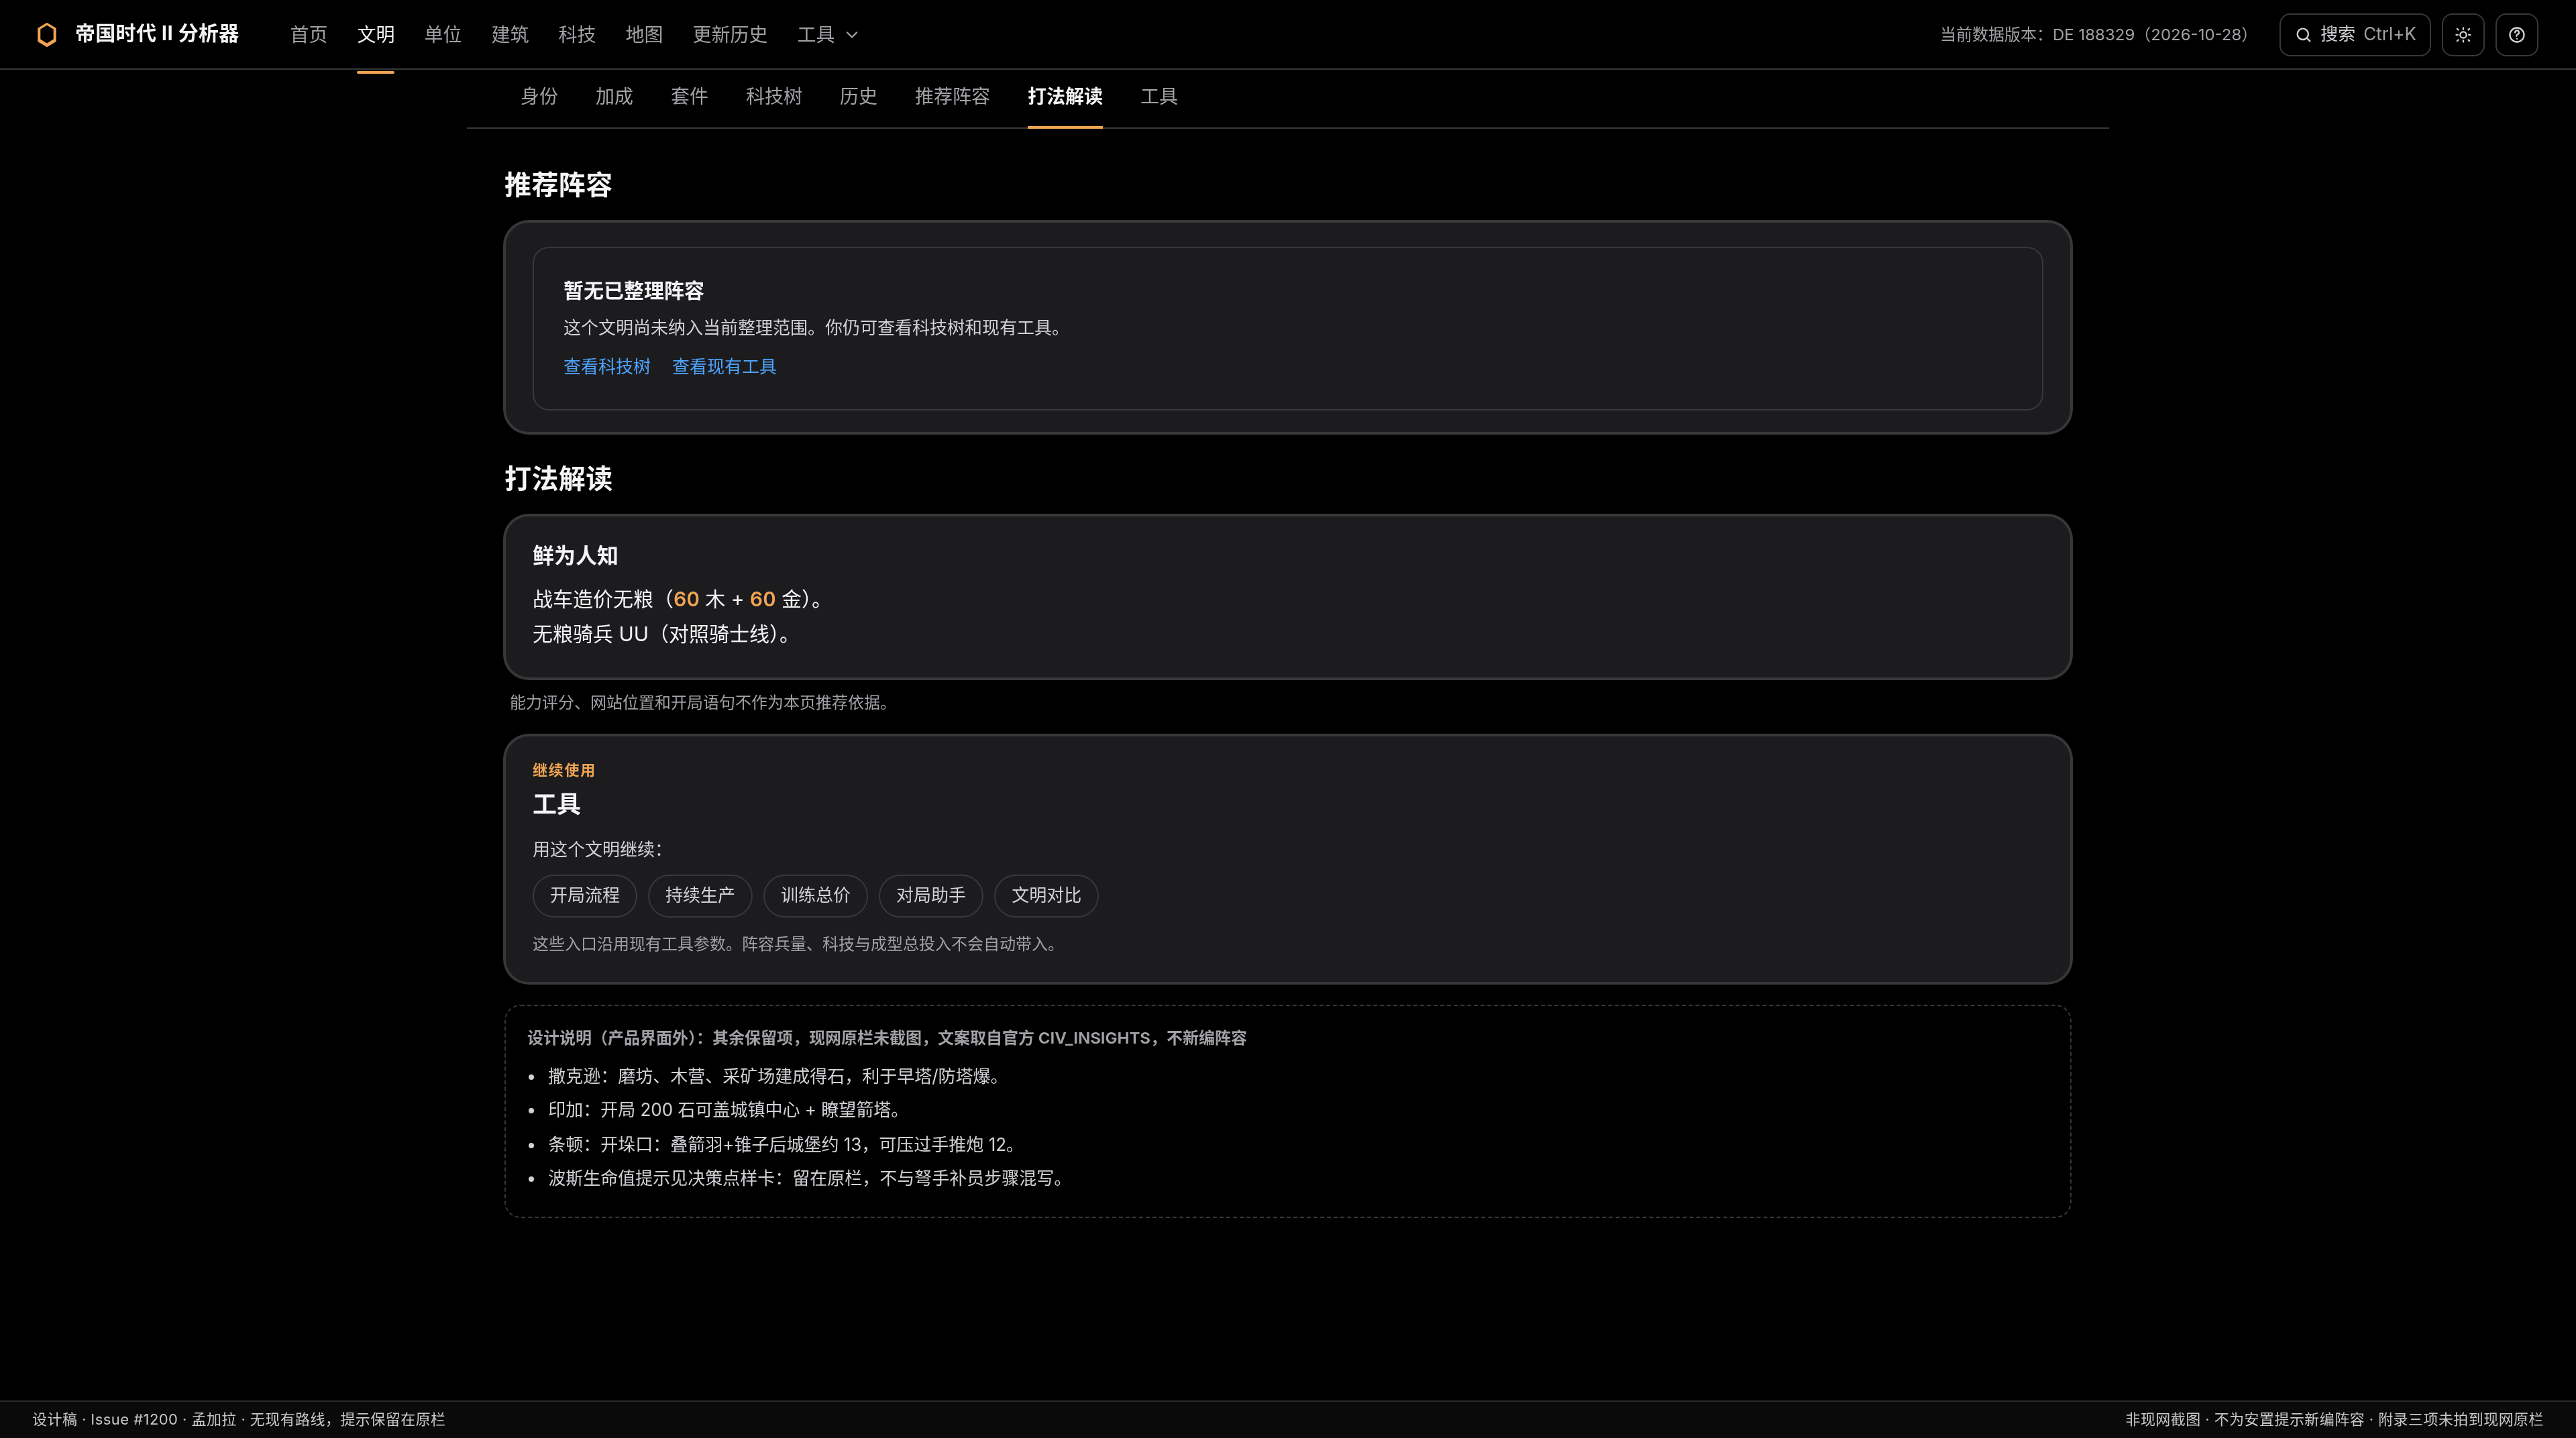 帝国时代 II 分析器
首页 文明 单位 建筑 科技 地图 更新历史 工具
当前数据版本：DE 188329（2026-10-28）
搜索 Ctrl+K
身份 加成 套件 科技树 历史 推荐阵容 打法解读 工具
推荐阵容
暂无已整理阵容
这个文明尚未纳入当前整理范围。你仍可查看科技树和现有工具。
查看科技树 查看现有工具
打法解读
鲜为人知
战车造价无粮（60 木 + 60 金）。
无粮骑兵 UU（对照骑士线）。
能力评分、网站位置和开局语句不作为本页推荐依据。
继续使用
工具
用这个文明继续：
开局流程 持续生产 训练总价 对局助手 文明对比
这些入口沿用现有工具参数。阵容兵量、科技与成型总投入不会自动带入。
设计说明（产品界面外）：其余保留项，现网原栏未截图，文案取自官方 CIV_INSIGHTS，不新编阵容
• 撒克逊：磨坊、木营、采矿场建成得石，利于早塔/防塔爆。
• 印加：开局 200 石可盖城镇中心 + 瞭望箭塔。
• 条顿：开垛口：叠箭羽+锥子后城堡约 13，可压过手推炮 12。
• 波斯生命值提示见决策点样卡：留在原栏，不与弩手补员步骤混写。
设计稿 · Issue #1200 · 孟加拉 · 无现有路线，提示保留在原栏
非现网截图 · 不为安置提示新编阵容 · 附录三项未拍到现网原栏